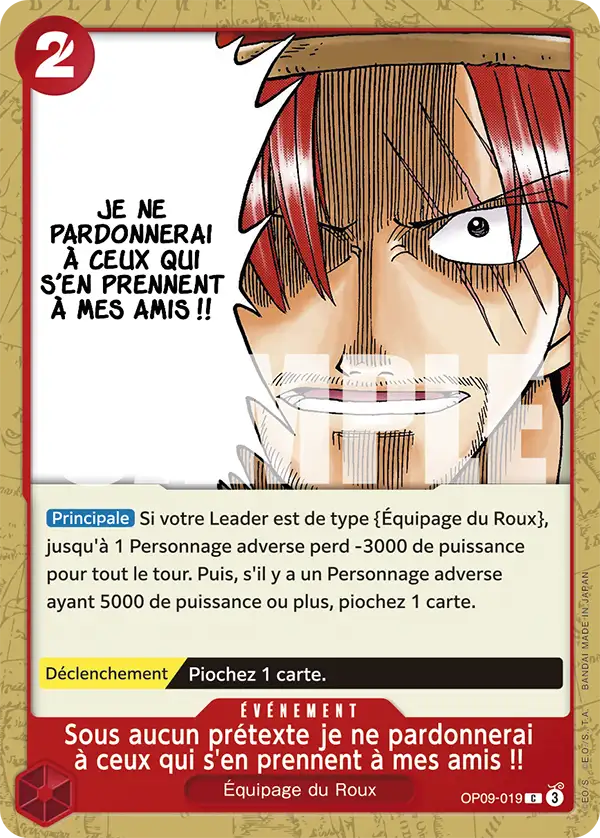 2
JE NE
PARDONNERAI
À CEUX QUI
S'EN PRENNENT
À MES AMIS !!
SAMPLE
Principale Si votre Leader est de type {Équipage du Roux},
jusqu'à 1 Personnage adverse perd -3000 de puissance
pour tout le tour. Puis, s'il y a un Personnage adverse
ayant 5000 de puissance ou plus, piochez 1 carte.
Déclenchement Piochez 1 carte.
ÉVÉNEMENT
Sous aucun prétexte je ne pardonnerai
à ceux qui s'en prennent à mes amis !!
Équipage du Roux
OP09-019 C 3
©E.O.S. ©E.O.S.,T.A. BANDAI MADE IN JAPAN